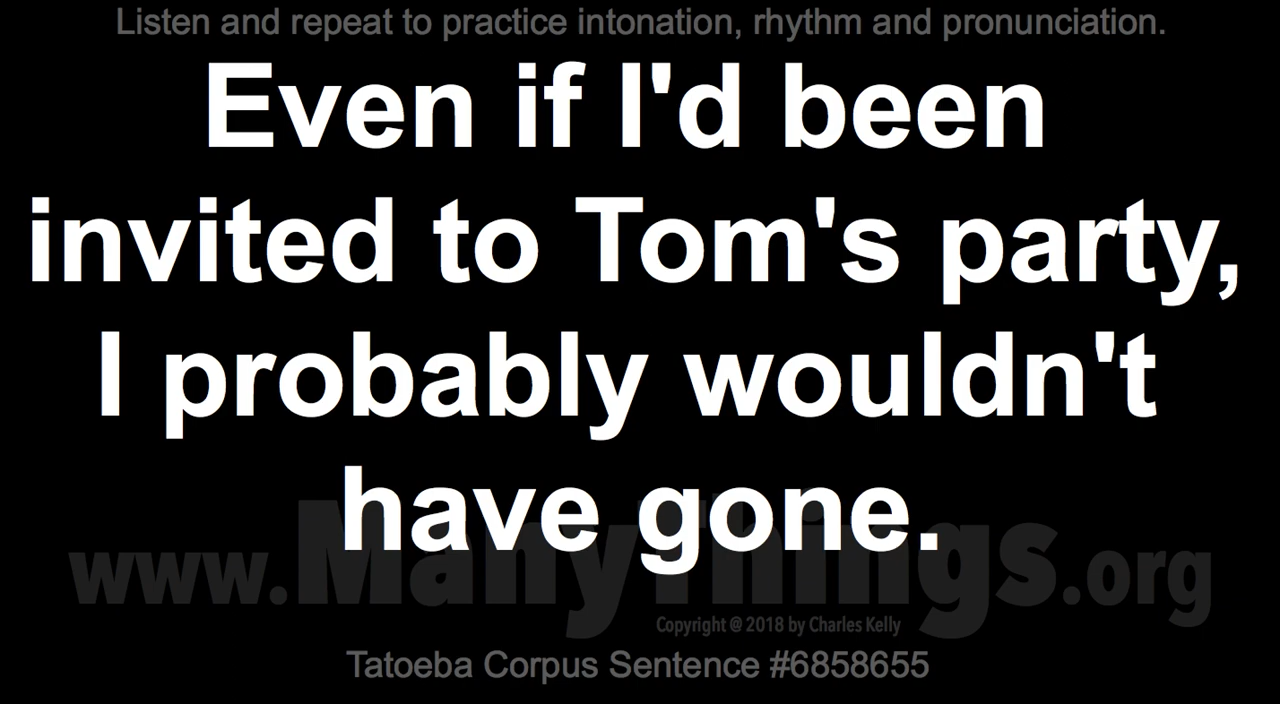 Listen and repeat to practice intonation, rhythm and pronunciation.
Even if I'd been
invited to Tom's party,
I probably wouldn't
have gone.
www.ManyThings.org
Copyright @ 2018 by Charles Kelly
Tatoeba Corpus Sentence #6858655